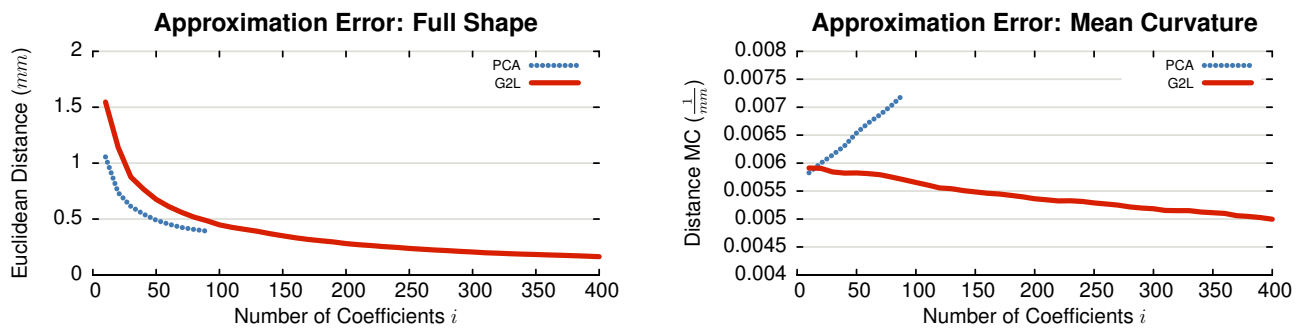 Approximation Error: Full Shape
Euclidean Distance (mm)
2
1.5
1
0.5
0
PCA
G2L
0 50 100 150 200 250 300 350 400
Number of Coefficients i
Approximation Error: Mean Curvature
Distance MC (1/mm)
0.008
0.0075
0.007
0.0065
0.006
0.0055
0.005
0.0045
0.004
PCA
G2L
0 50 100 150 200 250 300 350 400
Number of Coefficients i